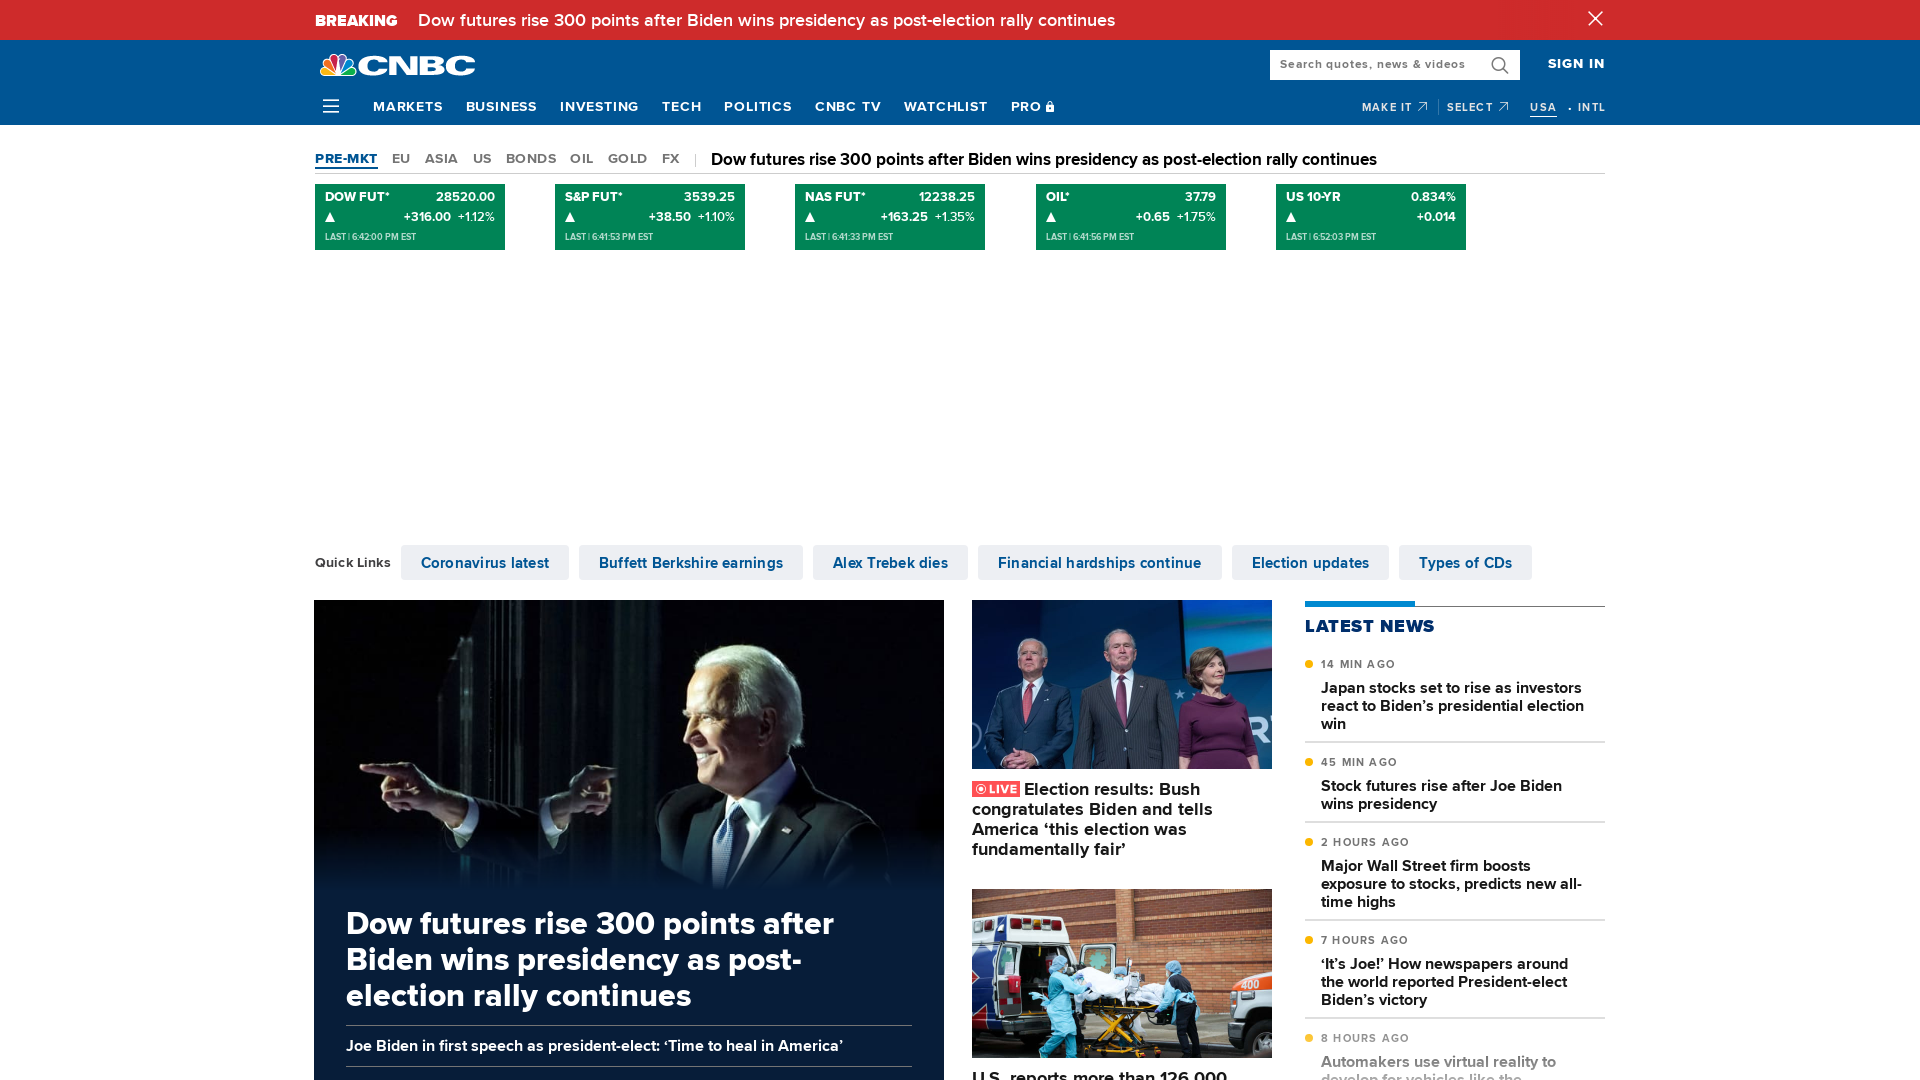 BREAKING Dow futures rise 300 points after Biden wins presidency as post-election rally continues
CNBC
Search quotes, news & videos
SIGN IN
MARKETS BUSINESS INVESTING TECH POLITICS CNBC TV WATCHLIST PRO
MAKE IT SELECT USA • INTL
PRE-MKT EU ASIA US BONDS OIL GOLD FX Dow futures rise 300 points after Biden wins presidency as post-election rally continues
DOW FUT* 28520.00
+316.00 +1.12%
LAST | 6:42:00 PM EST
S&P FUT* 3539.25
+38.50 +1.10%
LAST | 6:41:53 PM EST
NAS FUT* 12238.25
+163.25 +1.35%
LAST | 6:41:33 PM EST
OIL* 37.79
+0.65 +1.75%
LAST | 6:41:56 PM EST
US 10-YR 0.834%
+0.014
LAST | 6:52:03 PM EST
Quick Links Coronavirus latest Buffett Berkshire earnings Alex Trebek dies Financial hardships continue Election updates Types of CDs
Dow futures rise 300 points after
Biden wins presidency as post-
election rally continues
Joe Biden in first speech as president-elect: ‘Time to heal in America’
LIVE Election results: Bush
congratulates Biden and tells
America ‘this election was
fundamentally fair’
400
U.S. reports more than 126,000
LATEST NEWS
14 MIN AGO
Japan stocks set to rise as investors
react to Biden’s presidential election
win
45 MIN AGO
Stock futures rise after Joe Biden
wins presidency
2 HOURS AGO
Major Wall Street firm boosts
exposure to stocks, predicts new all-
time highs
7 HOURS AGO
‘It’s Joe!’ How newspapers around
the world reported President-elect
Biden’s victory
8 HOURS AGO
Automakers use virtual reality to
develop for vehicles like the